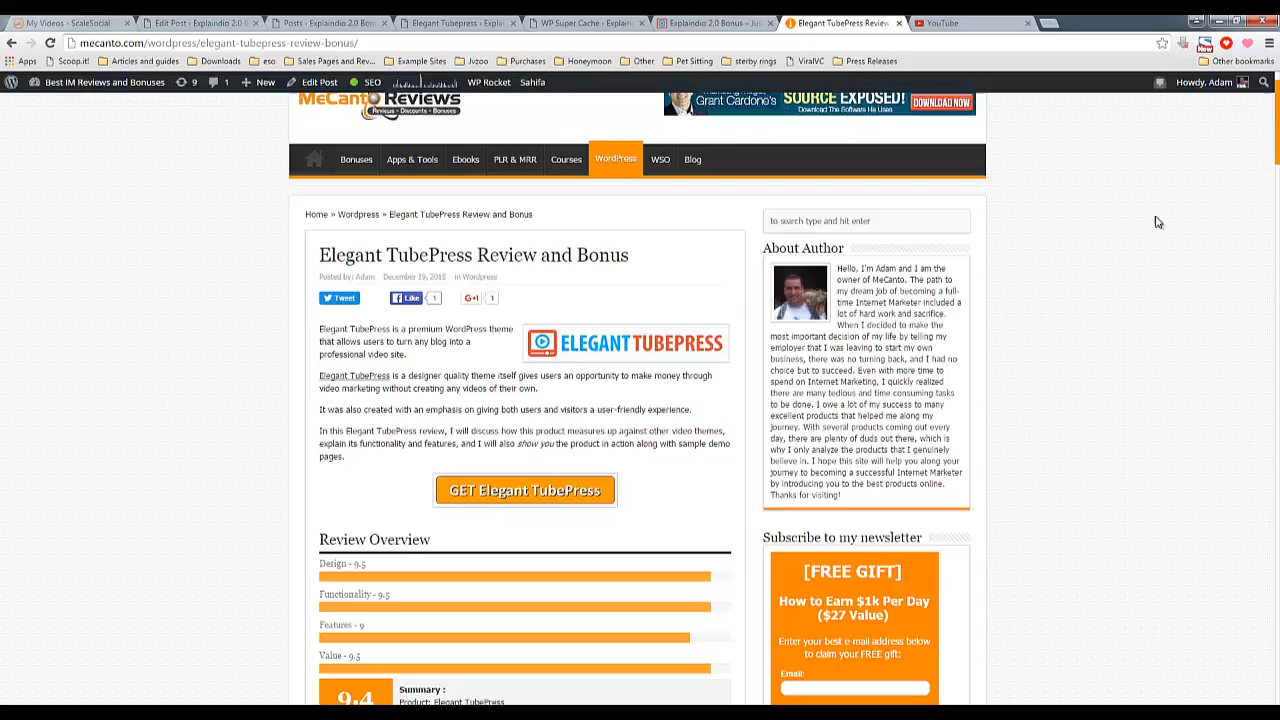 My Videos - ScaleSocial
Edit Post ‹ Explaindio 2.0 B
Posts ‹ Explaindio 2.0 Bon
Elegant Tubepress ‹ Expla
WP Super Cache ‹ Explain
Explaindio 2.0 Bonus – Jus
Elegant TubePress Review
YouTube
mecanto.com/wordpress/elegant-tubepress-review-bonus/
Apps
Scoop.it!
Articles and guides
Downloads
eso
Sales Pages and Rev...
Example Sites
Jvzoo
Purchases
Honeymoon
Other
Pet Sitting
sterby rings
ViralVC
Press Releases
Other bookmarks
Best IM Reviews and Bonuses
9
1
New
Edit Post
SEO
WP Rocket
Sahifa
Howdy, Adam
MeCanto Reviews
Reviews - Discounts - Bonuses
Grant Cardone's
SOURCE EXPOSED!
Download The Software He Uses
DOWNLOAD NOW
Bonuses
Apps & Tools
Ebooks
PLR & MRR
Courses
WordPress
WSO
Blog
Home » Wordpress » Elegant TubePress Review and Bonus
Elegant TubePress Review and Bonus
Posted by: Adam December 19, 2015 in Wordpress
Tweet
Like 1
G+1 1
Elegant TubePress is a premium WordPress theme
that allows users to turn any blog into a
professional video site.
ELEGANTTUBEPRESS
Elegant TubePress is a designer quality theme itself gives users an opportunity to make money through
video marketing without creating any videos of their own.
It was also created with an emphasis on giving both users and visitors a user-friendly experience.
In this Elegant TubePress review, I will discuss how this product measures up against other video themes,
explain its functionality and features, and I will also show you the product in action along with sample demo
pages.
GET Elegant TubePress
Review Overview
Design - 9.5
Functionality - 9.5
Features - 9
Value - 9.5
9.4
Summary :
Product: Elegant TubePress
to search type and hit enter
About Author
Hello, I'm Adam and I am the
owner of MeCanto. The path to
my dream job of becoming a full-
time Internet Marketer included a
lot of hard work and sacrifice.
When I decided to make the
most important decision of my life by telling my
employer that I was leaving to start my own
business, there was no turning back, and I had no
choice but to succeed. Even with more time to
spend on Internet Marketing, I quickly realized
there are many tedious and time consuming tasks
to be done. I owe a lot of my success to many
excellent products that helped me along my
journey. With several products coming out every
day, there are plenty of duds out there, which is
why I only analyze the products that I genuinely
believe in. I hope this site will help you along your
journey to becoming a successful Internet Marketer
by introducing you to the best products online.
Thanks for visiting!
Subscribe to my newsletter
[FREE GIFT]
How to Earn $1k Per Day
($27 Value)
Enter your best e-mail address below
to claim your FREE gift:
Email: